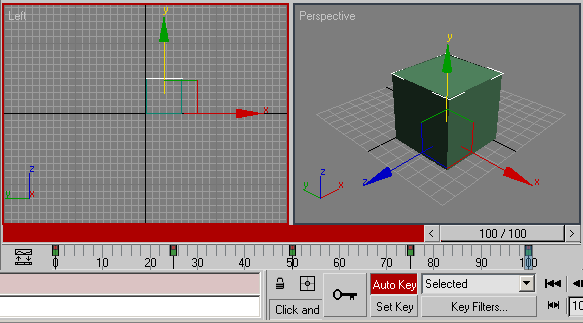 Left
y
x
z
y
x
Perspective
y
z
x
z
y
x
< 100 / 100 >
0 10 20 30 40 50 60 70 80 90 100
Auto Key Selected
Click and Set Key Key Filters... 10